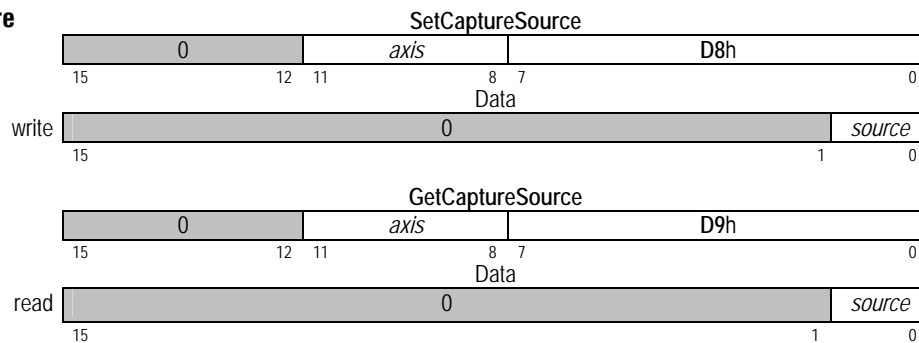 re
SetCaptureSource
0 axis D8h
15 12 11 8 7 0
Data
write 0 source
15 1 0
GetCaptureSource
0 axis D9h
15 12 11 8 7 0
Data
read 0 source
15 1 0